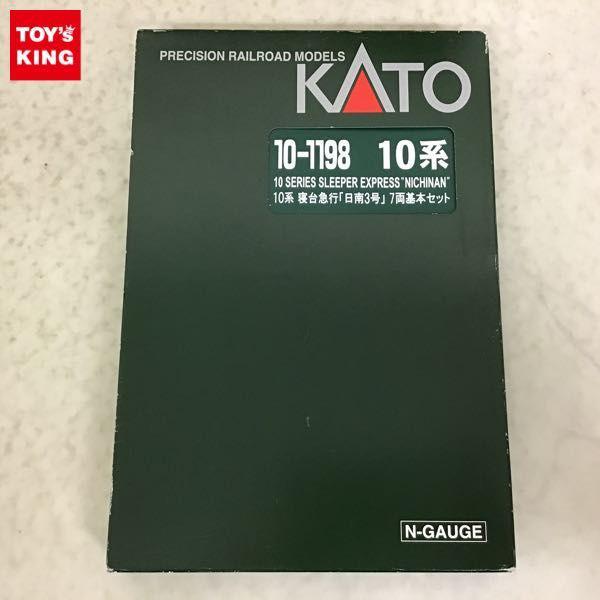 TOY'S
KING
PRECISION RAILROAD MODELS
KATO
10-1198 10系
10 SERIES SLEEPER EXPRESS "NICHINAN"
10系 寝台急行「日南3号」7両基本セット
N-GAUGE